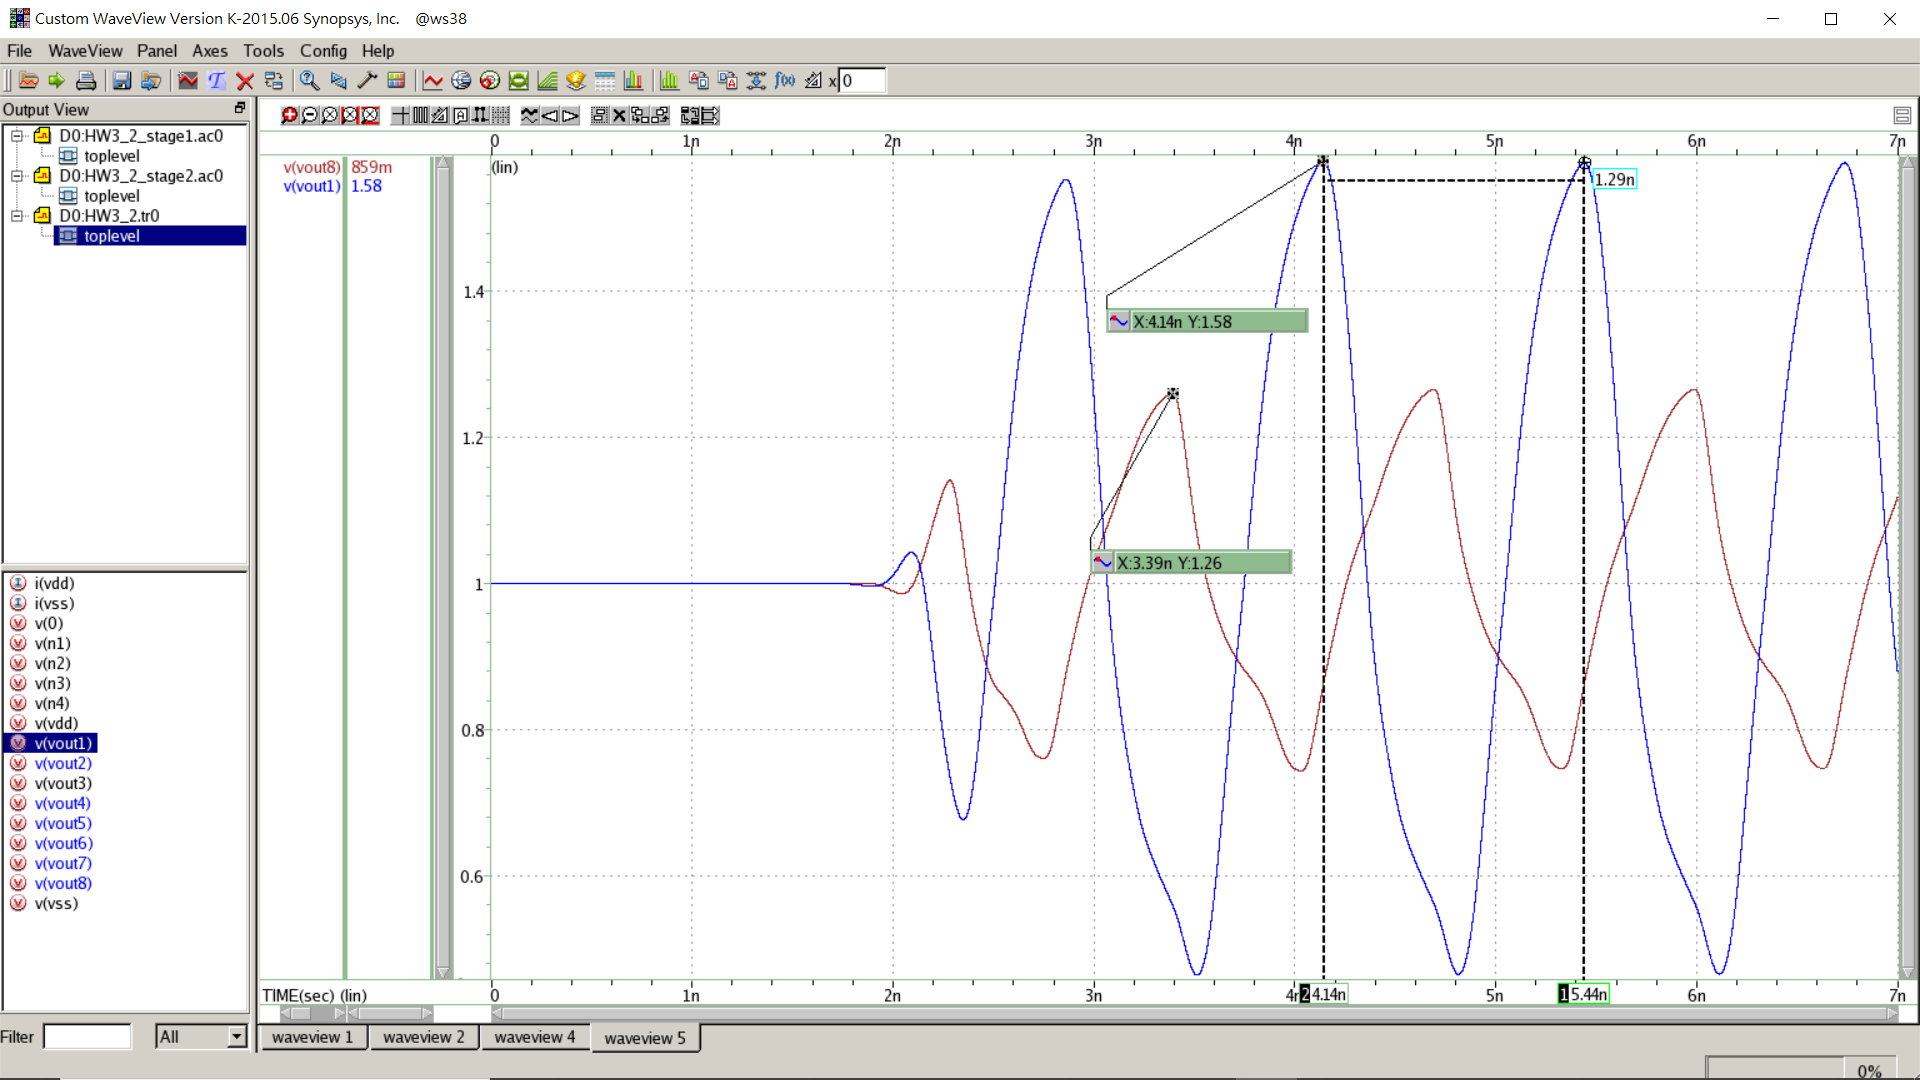 Custom WaveView Version K-2015.06 Synopsys, Inc. @ws38
File WaveView Panel Axes Tools Config Help
x 0
Output View
D0:HW3_2_stage1.ac0
toplevel
D0:HW3_2_stage2.ac0
toplevel
D0:HW3_2.tr0
toplevel
i(vdd)
i(vss)
v(0)
v(n1)
v(n2)
v(n3)
v(n4)
v(vdd)
v(vout1)
v(vout2)
v(vout3)
v(vout4)
v(vout5)
v(vout6)
v(vout7)
v(vout8)
v(vss)
Filter All
0 1n 2n 3n 4n 5n 6n 7n
v(vout8) 859m
v(vout1) 1.58
(lin)
1.29n
1.4
X:4.14n Y:1.58
1.2
X:3.39n Y:1.26
1
0.8
0.6
TIME(sec) (lin) 0 1n 2n 3n 4n 2 4.14n 5n 1 5.44n 6n 7n
waveview 1 waveview 2 waveview 4 waveview 5
0%